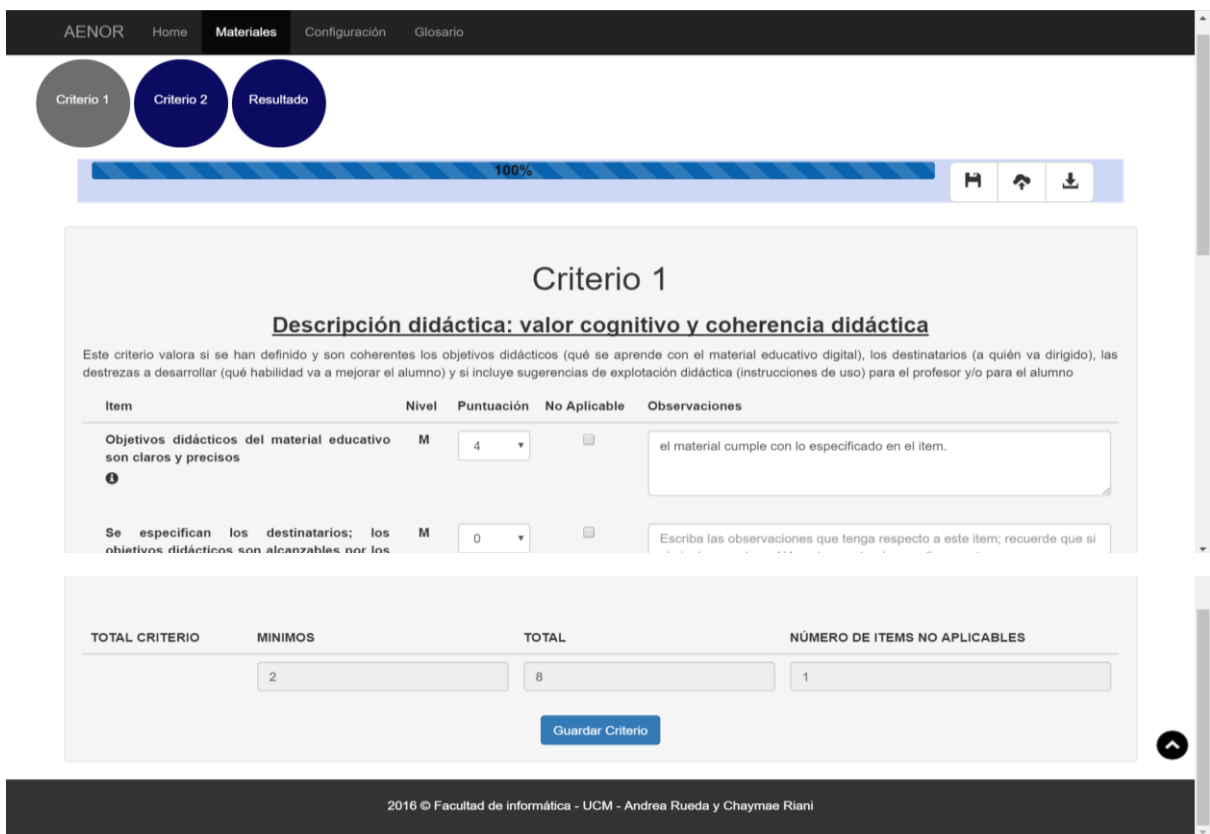 AENOR Home Materiales Configuración Glosario
Criterio 1 Criterio 2 Resultado
100%
Criterio 1
Descripción didáctica: valor cognitivo y coherencia didáctica
Este criterio valora si se han definido y son coherentes los objetivos didácticos (qué se aprende con el material educativo digital), los destinatarios (a quién va dirigido), las
destrezas a desarrollar (qué habilidad va a mejorar el alumno) y si incluye sugerencias de explotación didáctica (instrucciones de uso) para el profesor y/o para el alumno
Item Nivel Puntuación No Aplicable Observaciones
Objetivos didácticos del material educativo M 4 el material cumple con lo especificado en el item.
son claros y precisos
Se especifican los destinatarios; los M 0 Escriba las observaciones que tenga respecto a este item; recuerde que si
objetivos didácticos son alcanzables por los
TOTAL CRITERIO MINIMOS TOTAL NÚMERO DE ITEMS NO APLICABLES
2 8 1
Guardar Criterio
2016 © Facultad de informática - UCM - Andrea Rueda y Chaymae Riani